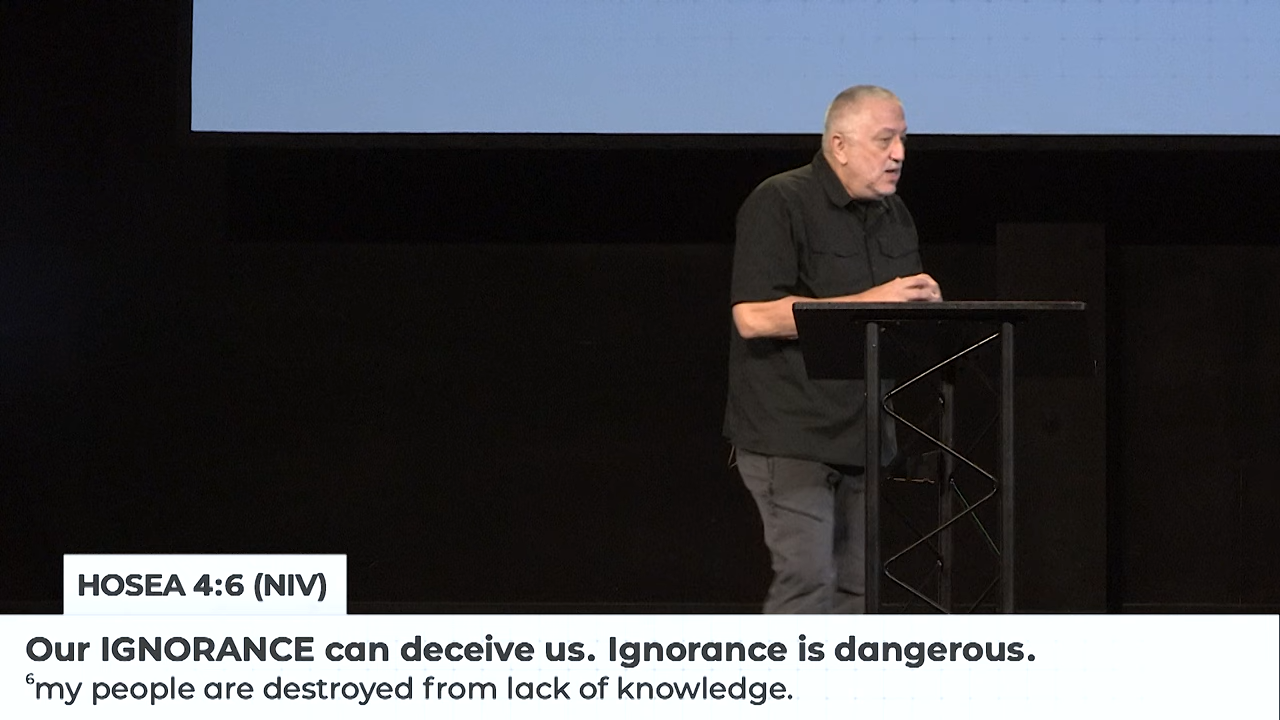 HOSEA 4:6 (NIV)
Our IGNORANCE can deceive us. Ignorance is dangerous.
⁶my people are destroyed from lack of knowledge.